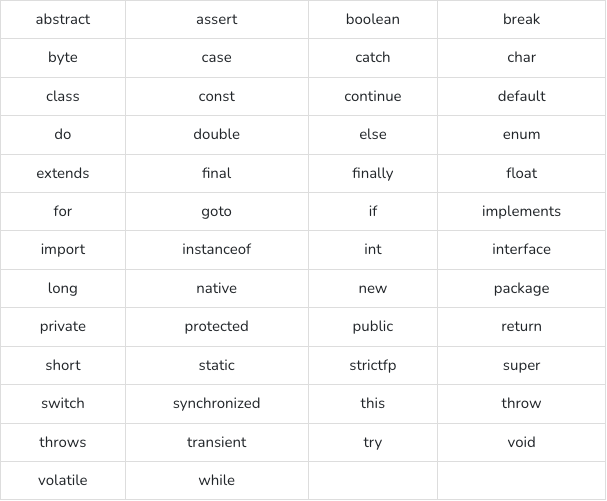 abstract assert boolean break
byte case catch char
class const continue default
do double else enum
extends final finally float
for goto if implements
import instanceof int interface
long native new package
private protected public return
short static strictfp super
switch synchronized this throw
throws transient try void
volatile while